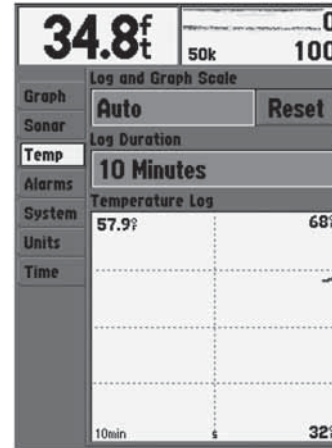 34.8ft
50k
100
Log and Graph Scale
Graph
Auto
Reset
Sonar
Log Duration
Temp
10 Minutes
Alarms
Temperature Log
System
57.9°F
68°
Units
Time
10min
s
32°